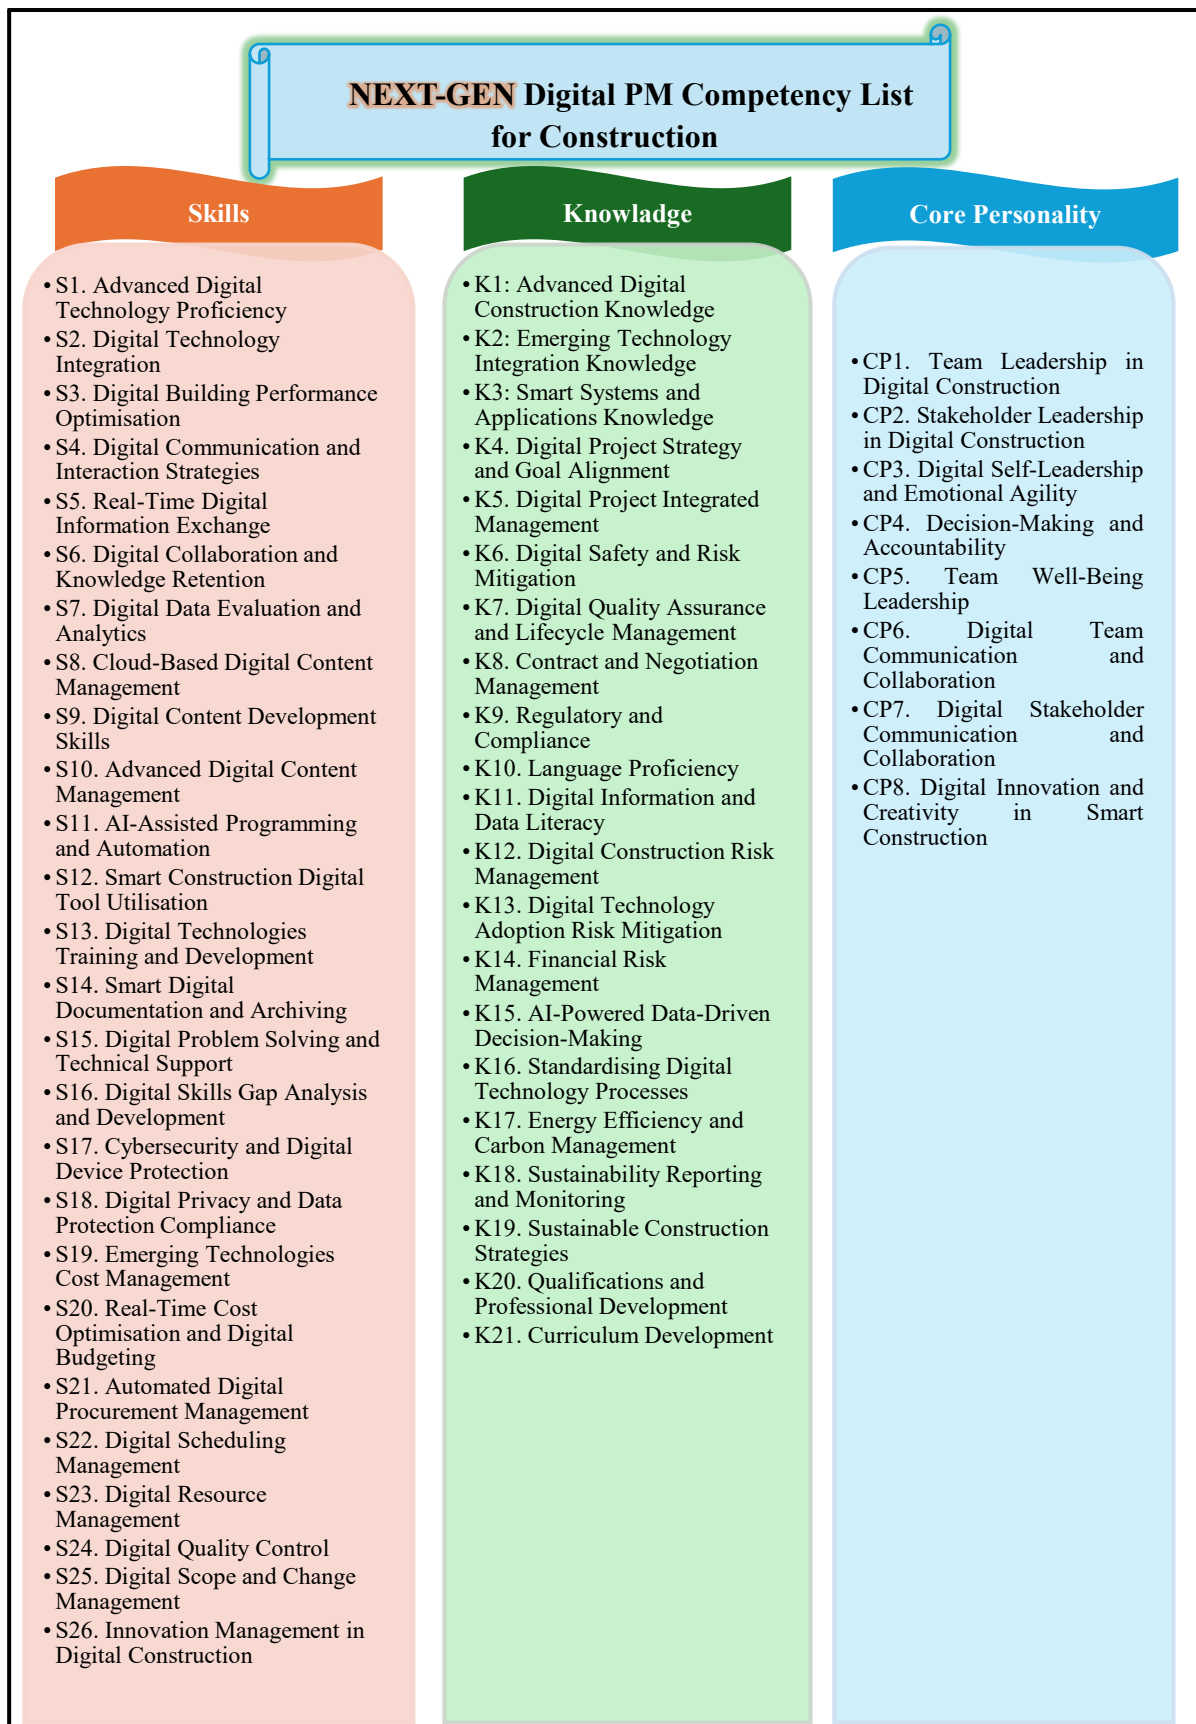 NEXT-GEN Digital PM Competency List
for Construction
Skills
• S1. Advanced Digital
Technology Proficiency
• S2. Digital Technology
Integration
• S3. Digital Building Performance
Optimisation
• S4. Digital Communication and
Interaction Strategies
• S5. Real-Time Digital
Information Exchange
• S6. Digital Collaboration and
Knowledge Retention
• S7. Digital Data Evaluation and
Analytics
• S8. Cloud-Based Digital Content
Management
• S9. Digital Content Development
Skills
• S10. Advanced Digital Content
Management
• S11. AI-Assisted Programming
and Automation
• S12. Smart Construction Digital
Tool Utilisation
• S13. Digital Technologies
Training and Development
• S14. Smart Digital
Documentation and Archiving
• S15. Digital Problem Solving and
Technical Support
• S16. Digital Skills Gap Analysis
and Development
• S17. Cybersecurity and Digital
Device Protection
• S18. Digital Privacy and Data
Protection Compliance
• S19. Emerging Technologies
Cost Management
• S20. Real-Time Cost
Optimisation and Digital
Budgeting
• S21. Automated Digital
Procurement Management
• S22. Digital Scheduling
Management
• S23. Digital Resource
Management
• S24. Digital Quality Control
• S25. Digital Scope and Change
Management
• S26. Innovation Management in
Digital Construction
Knowladge
• K1: Advanced Digital
Construction Knowledge
• K2: Emerging Technology
Integration Knowledge
• K3: Smart Systems and
Applications Knowledge
• K4. Digital Project Strategy
and Goal Alignment
• K5. Digital Project Integrated
Management
• K6. Digital Safety and Risk
Mitigation
• K7. Digital Quality Assurance
and Lifecycle Management
• K8. Contract and Negotiation
Management
• K9. Regulatory and
Compliance
• K10. Language Proficiency
• K11. Digital Information and
Data Literacy
• K12. Digital Construction Risk
Management
• K13. Digital Technology
Adoption Risk Mitigation
• K14. Financial Risk
Management
• K15. AI-Powered Data-Driven
Decision-Making
• K16. Standardising Digital
Technology Processes
• K17. Energy Efficiency and
Carbon Management
• K18. Sustainability Reporting
and Monitoring
• K19. Sustainable Construction
Strategies
• K20. Qualifications and
Professional Development
• K21. Curriculum Development
Core Personality
• CP1. Team Leadership in
Digital Construction
• CP2. Stakeholder Leadership
in Digital Construction
• CP3. Digital Self-Leadership
and Emotional Agility
• CP4. Decision-Making and
Accountability
• CP5. Team Well-Being
Leadership
• CP6. Digital Team
Communication and
Collaboration
• CP7. Digital Stakeholder
Communication and
Collaboration
• CP8. Digital Innovation and
Creativity in Smart
Construction